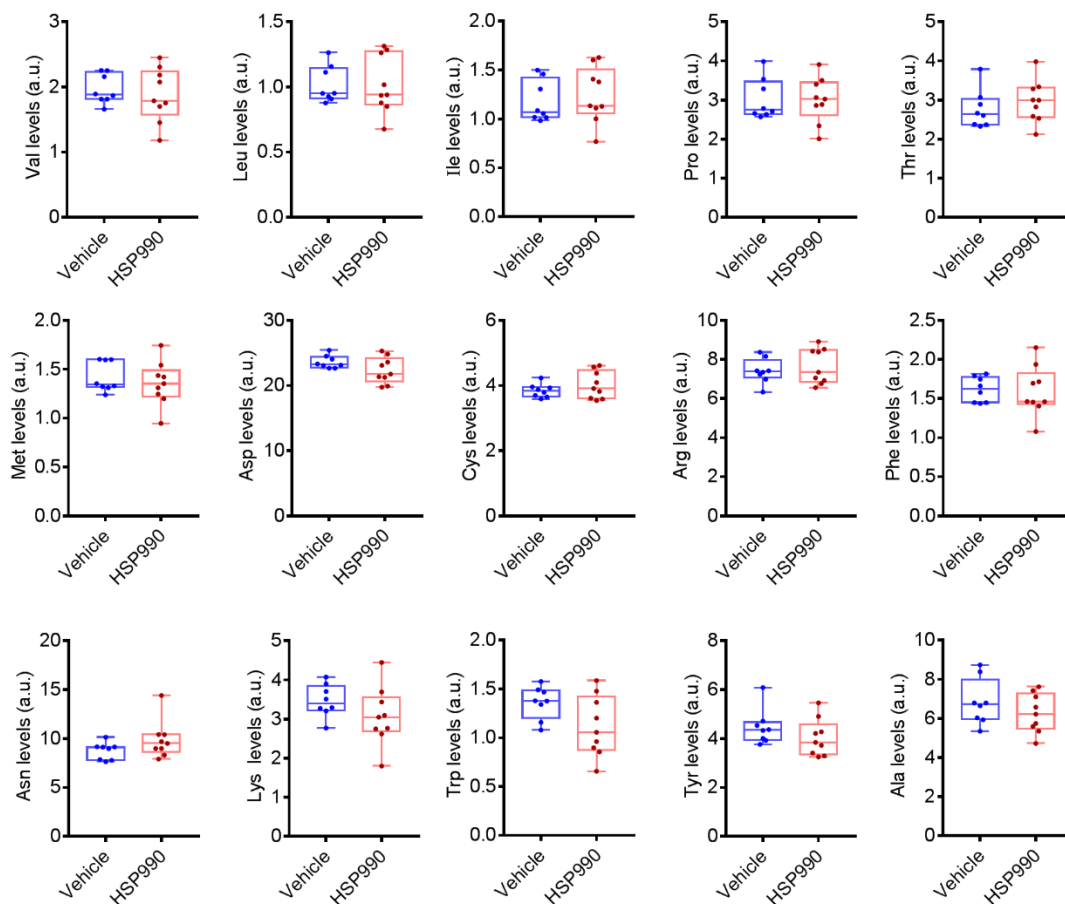 Val levels (a.u.)
3
2
1
0
Vehicle
HSP990
Leu levels (a.u.)
1.5
1.0
0.5
0.0
Vehicle
HSP990
Ile levels (a.u.)
2.0
1.5
1.0
0.5
0.0
Vehicle
HSP990
Pro levels (a.u.)
5
4
3
2
1
0
Vehicle
HSP990
Thr levels (a.u.)
5
4
3
2
1
0
Vehicle
HSP990
Met levels (a.u.)
2.0
1.5
1.0
0.5
0.0
Vehicle
HSP990
Asp levels (a.u.)
30
20
10
0
Vehicle
HSP990
Cys levels (a.u.)
6
4
2
0
Vehicle
HSP990
Arg levels (a.u.)
10
8
6
4
2
0
Vehicle
HSP990
Phe levels (a.u.)
2.5
2.0
1.5
1.0
0.5
0.0
Vehicle
HSP990
Asn levels (a.u.)
20
15
10
5
0
Vehicle
HSP990
Lys levels (a.u.)
5
4
3
2
1
0
Vehicle
HSP990
Trp levels (a.u.)
2.0
1.5
1.0
0.5
0.0
Vehicle
HSP990
Tyr levels (a.u.)
8
6
4
2
0
Vehicle
HSP990
Ala levels (a.u.)
10
8
6
4
2
0
Vehicle
HSP990